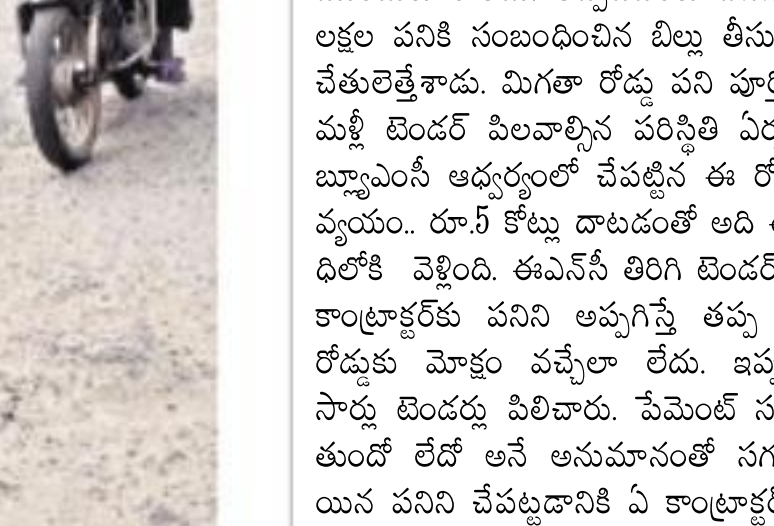 లక్షల పనికి సంబంధించిన బిల్లు తీసు
చేతులెత్తేశాడు. మిగతా రోడ్డు పని పూర్తి
మళ్లీ టెండర్ పిలవాల్సిన పరిస్థితి ఏర్ప
బ్ల్యూఎంసీ ఆధ్వర్యంలో చేపట్టిన ఈ రో
వ్యయం.. రూ.5 కోట్లు దాటడంతో అది
ధిలోకి వెళ్లింది. ఈఎన్‌సీ తిరిగి టెండర్
కాంట్రాక్టర్‌కు పనిని అప్పగిస్తే తప్ప
రోడ్డుకు మోక్షం వచ్చేలా లేదు. ఇప్ప
సార్లు టెండర్లు పిలిచారు. పేమెంట్ స
తుందో లేదో అనే అనుమానంతో సగ
యిన పనిని చేపట్టడానికి ఏ కాంట్రాక్టర్